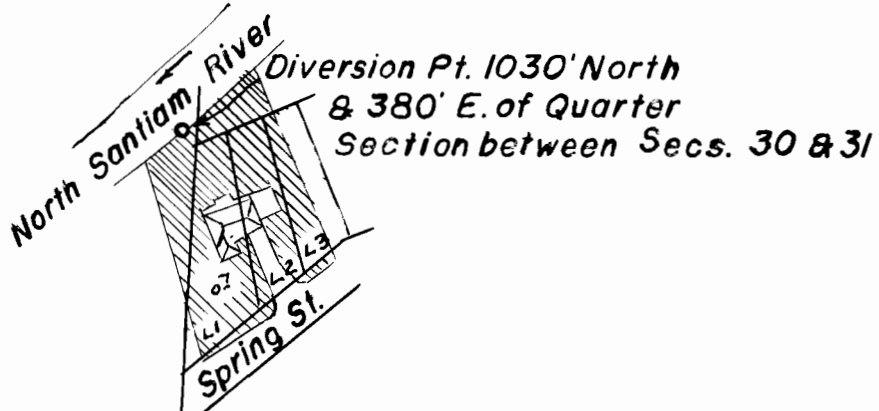 North Santiam River
Diversion Pt. 1030' North
& 380' E. of Quarter
Section between Secs. 30 & 31
L1
L2
L3
Spring St.